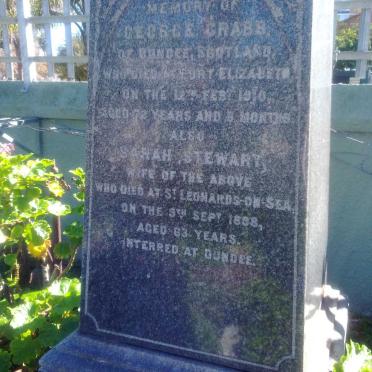 MEMORY OF
GEORGE CRABB,
OF DUNDEE, SCOTLAND,
WHO DIED AT PORT ELIZABETH
ON THE 12TH FEBY 1910,
AGED 72 YEARS AND 5 MONTHS.
ALSO
SARAH STEWART,
WIFE OF THE ABOVE
WHO DIED AT ST LEONARDS-ON-SEA,
ON THE 3RD SEPT 1898,
AGED 63 YEARS.
INTERRED AT DUNDEE.